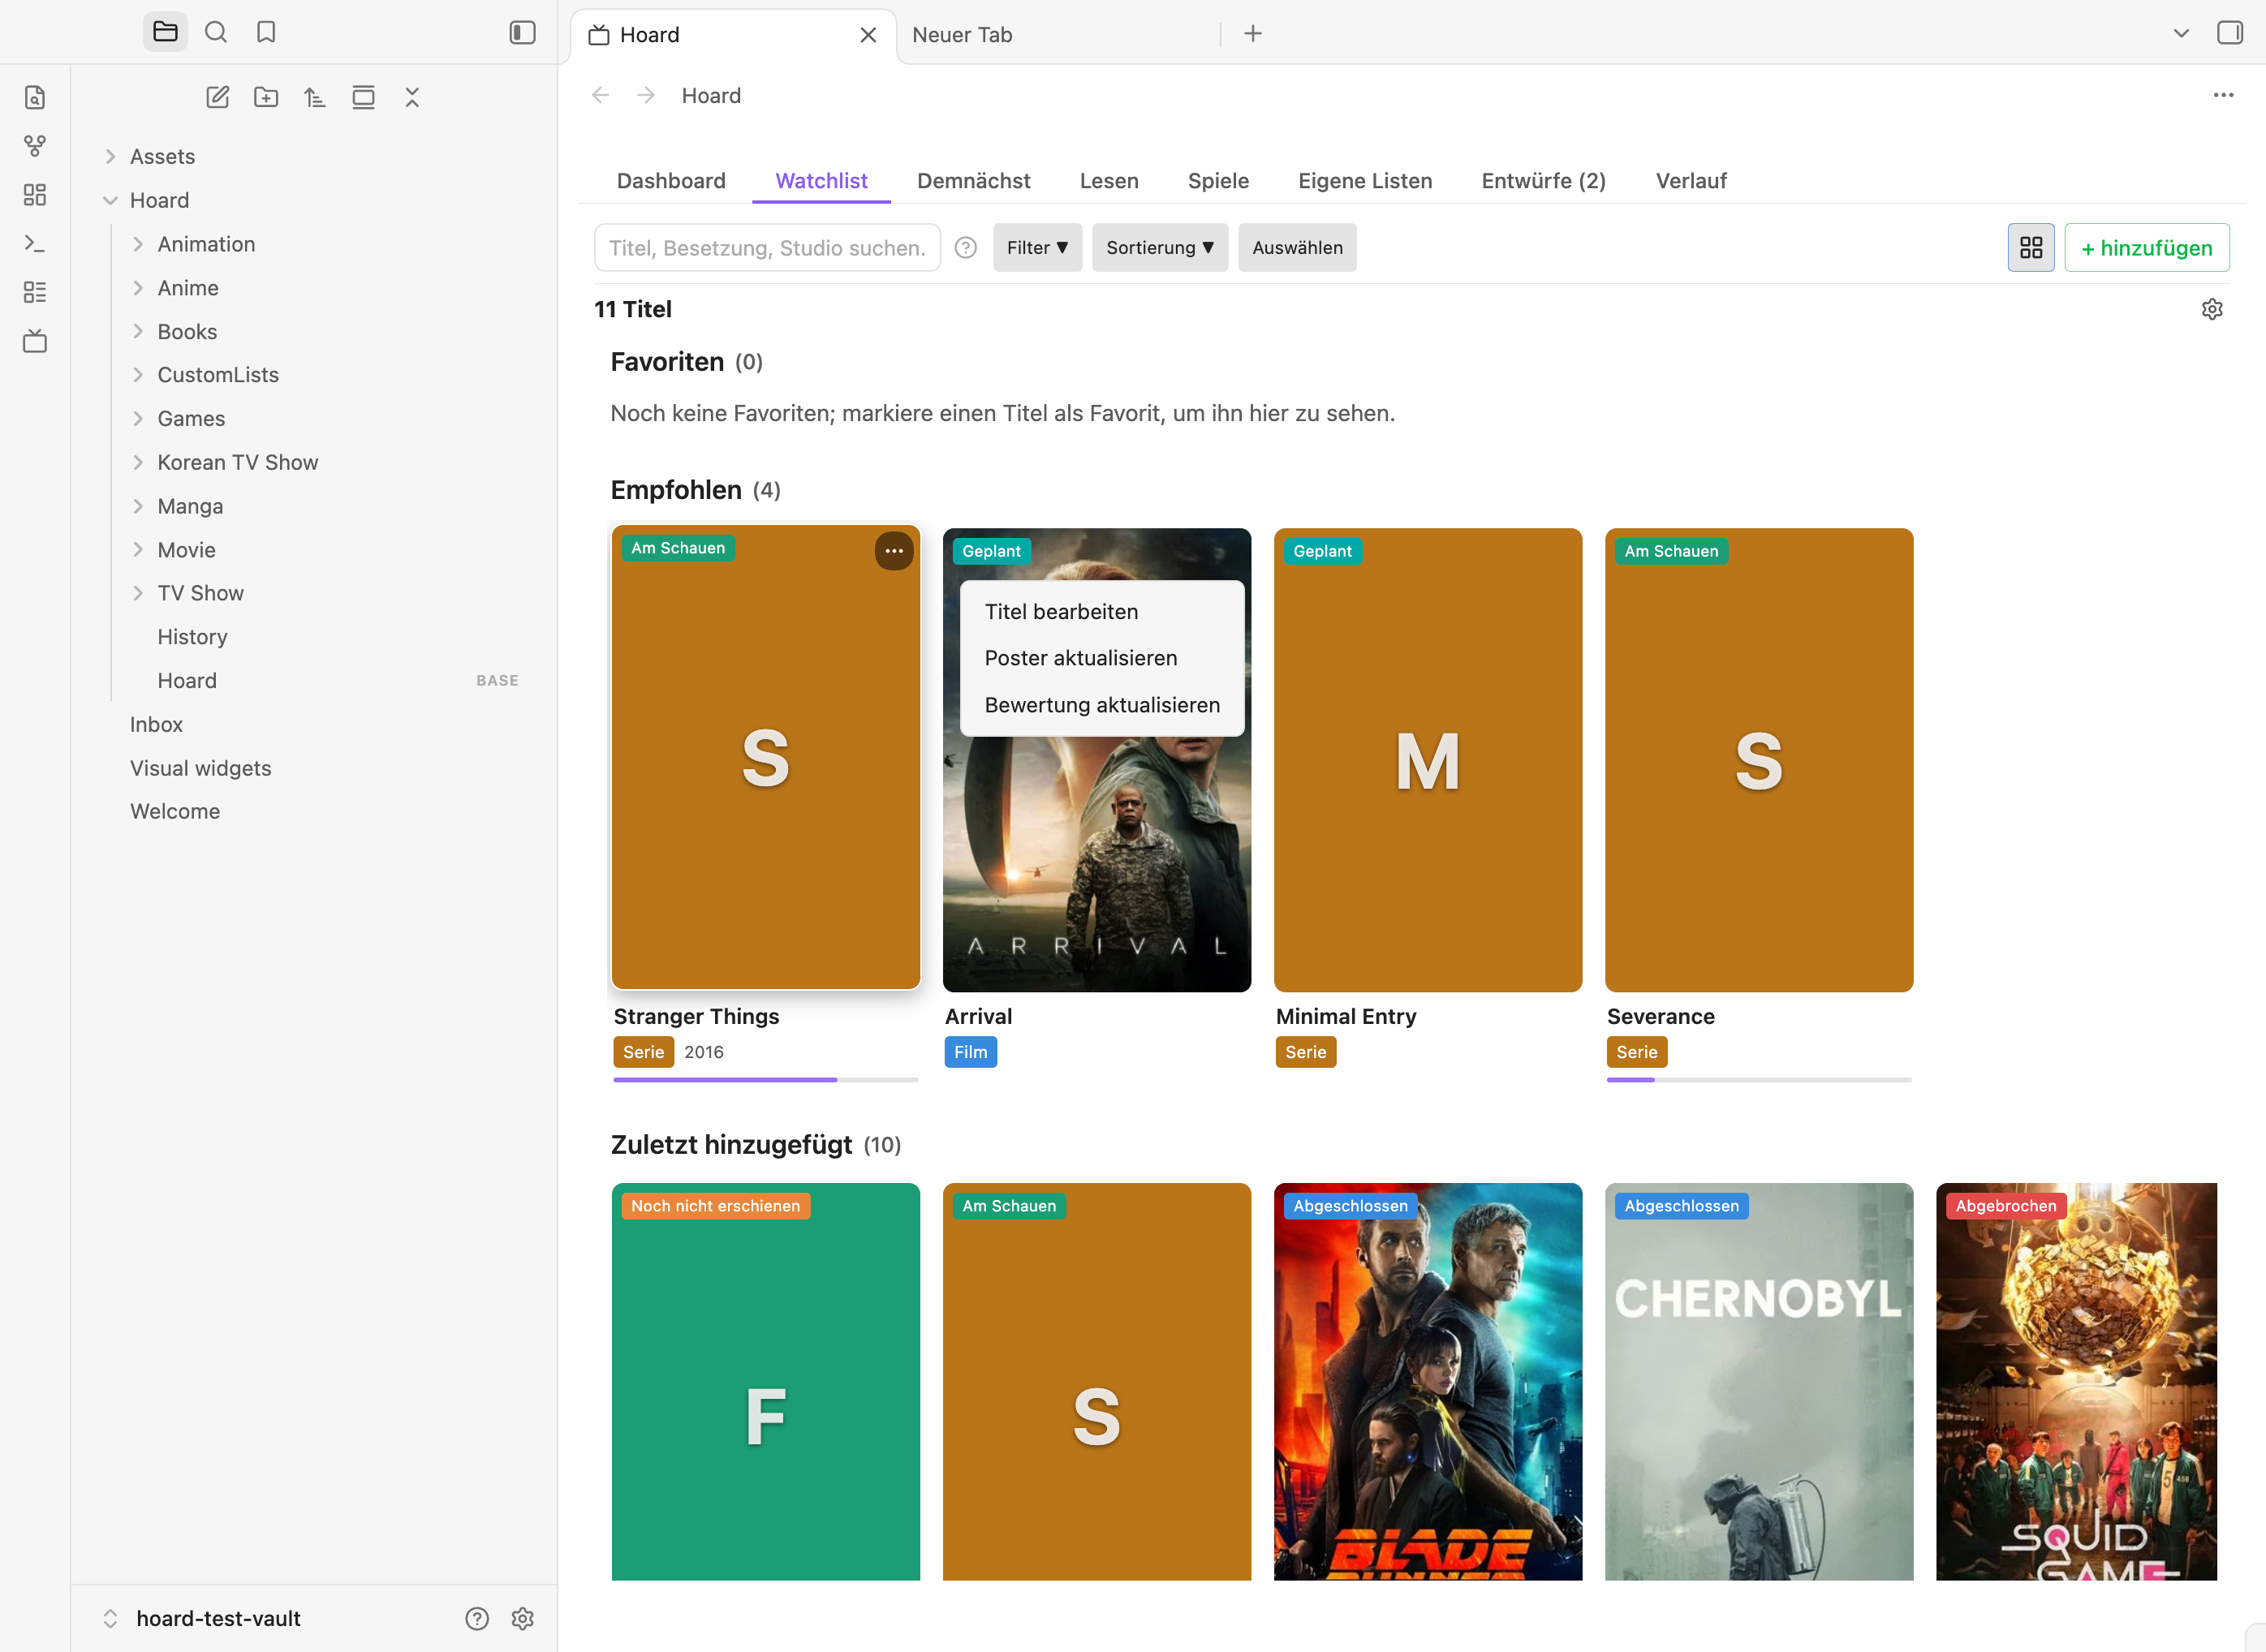 Hoard
Neuer Tab
Hoard
Assets
Hoard
Animation
Anime
Books
CustomLists
Games
Korean TV Show
Manga
Movie
TV Show
History
Hoard
BASE
Inbox
Visual widgets
Welcome
hoard-test-vault
Dashboard
Watchlist
Demnächst
Lesen
Spiele
Eigene Listen
Entwürfe (2)
Verlauf
Titel, Besetzung, Studio suchen.
Filter ▼
Sortierung ▼
Auswählen
+ hinzufügen
11 Titel
Favoriten (0)
Noch keine Favoriten; markiere einen Titel als Favorit, um ihn hier zu sehen.
Empfohlen (4)
Am Schauen
S
Stranger Things
Serie 2016
Geplant
Titel bearbeiten
Poster aktualisieren
Bewertung aktualisieren
ARRIVAL
Arrival
Film
Geplant
M
Minimal Entry
Serie
Am Schauen
S
Severance
Serie
Zuletzt hinzugefügt (10)
Noch nicht erschienen
F
Am Schauen
S
Abgeschlossen
BLADE
RUNNER
Abgeschlossen
CHERNOBYL
Abgebrochen
SQUID
GAME